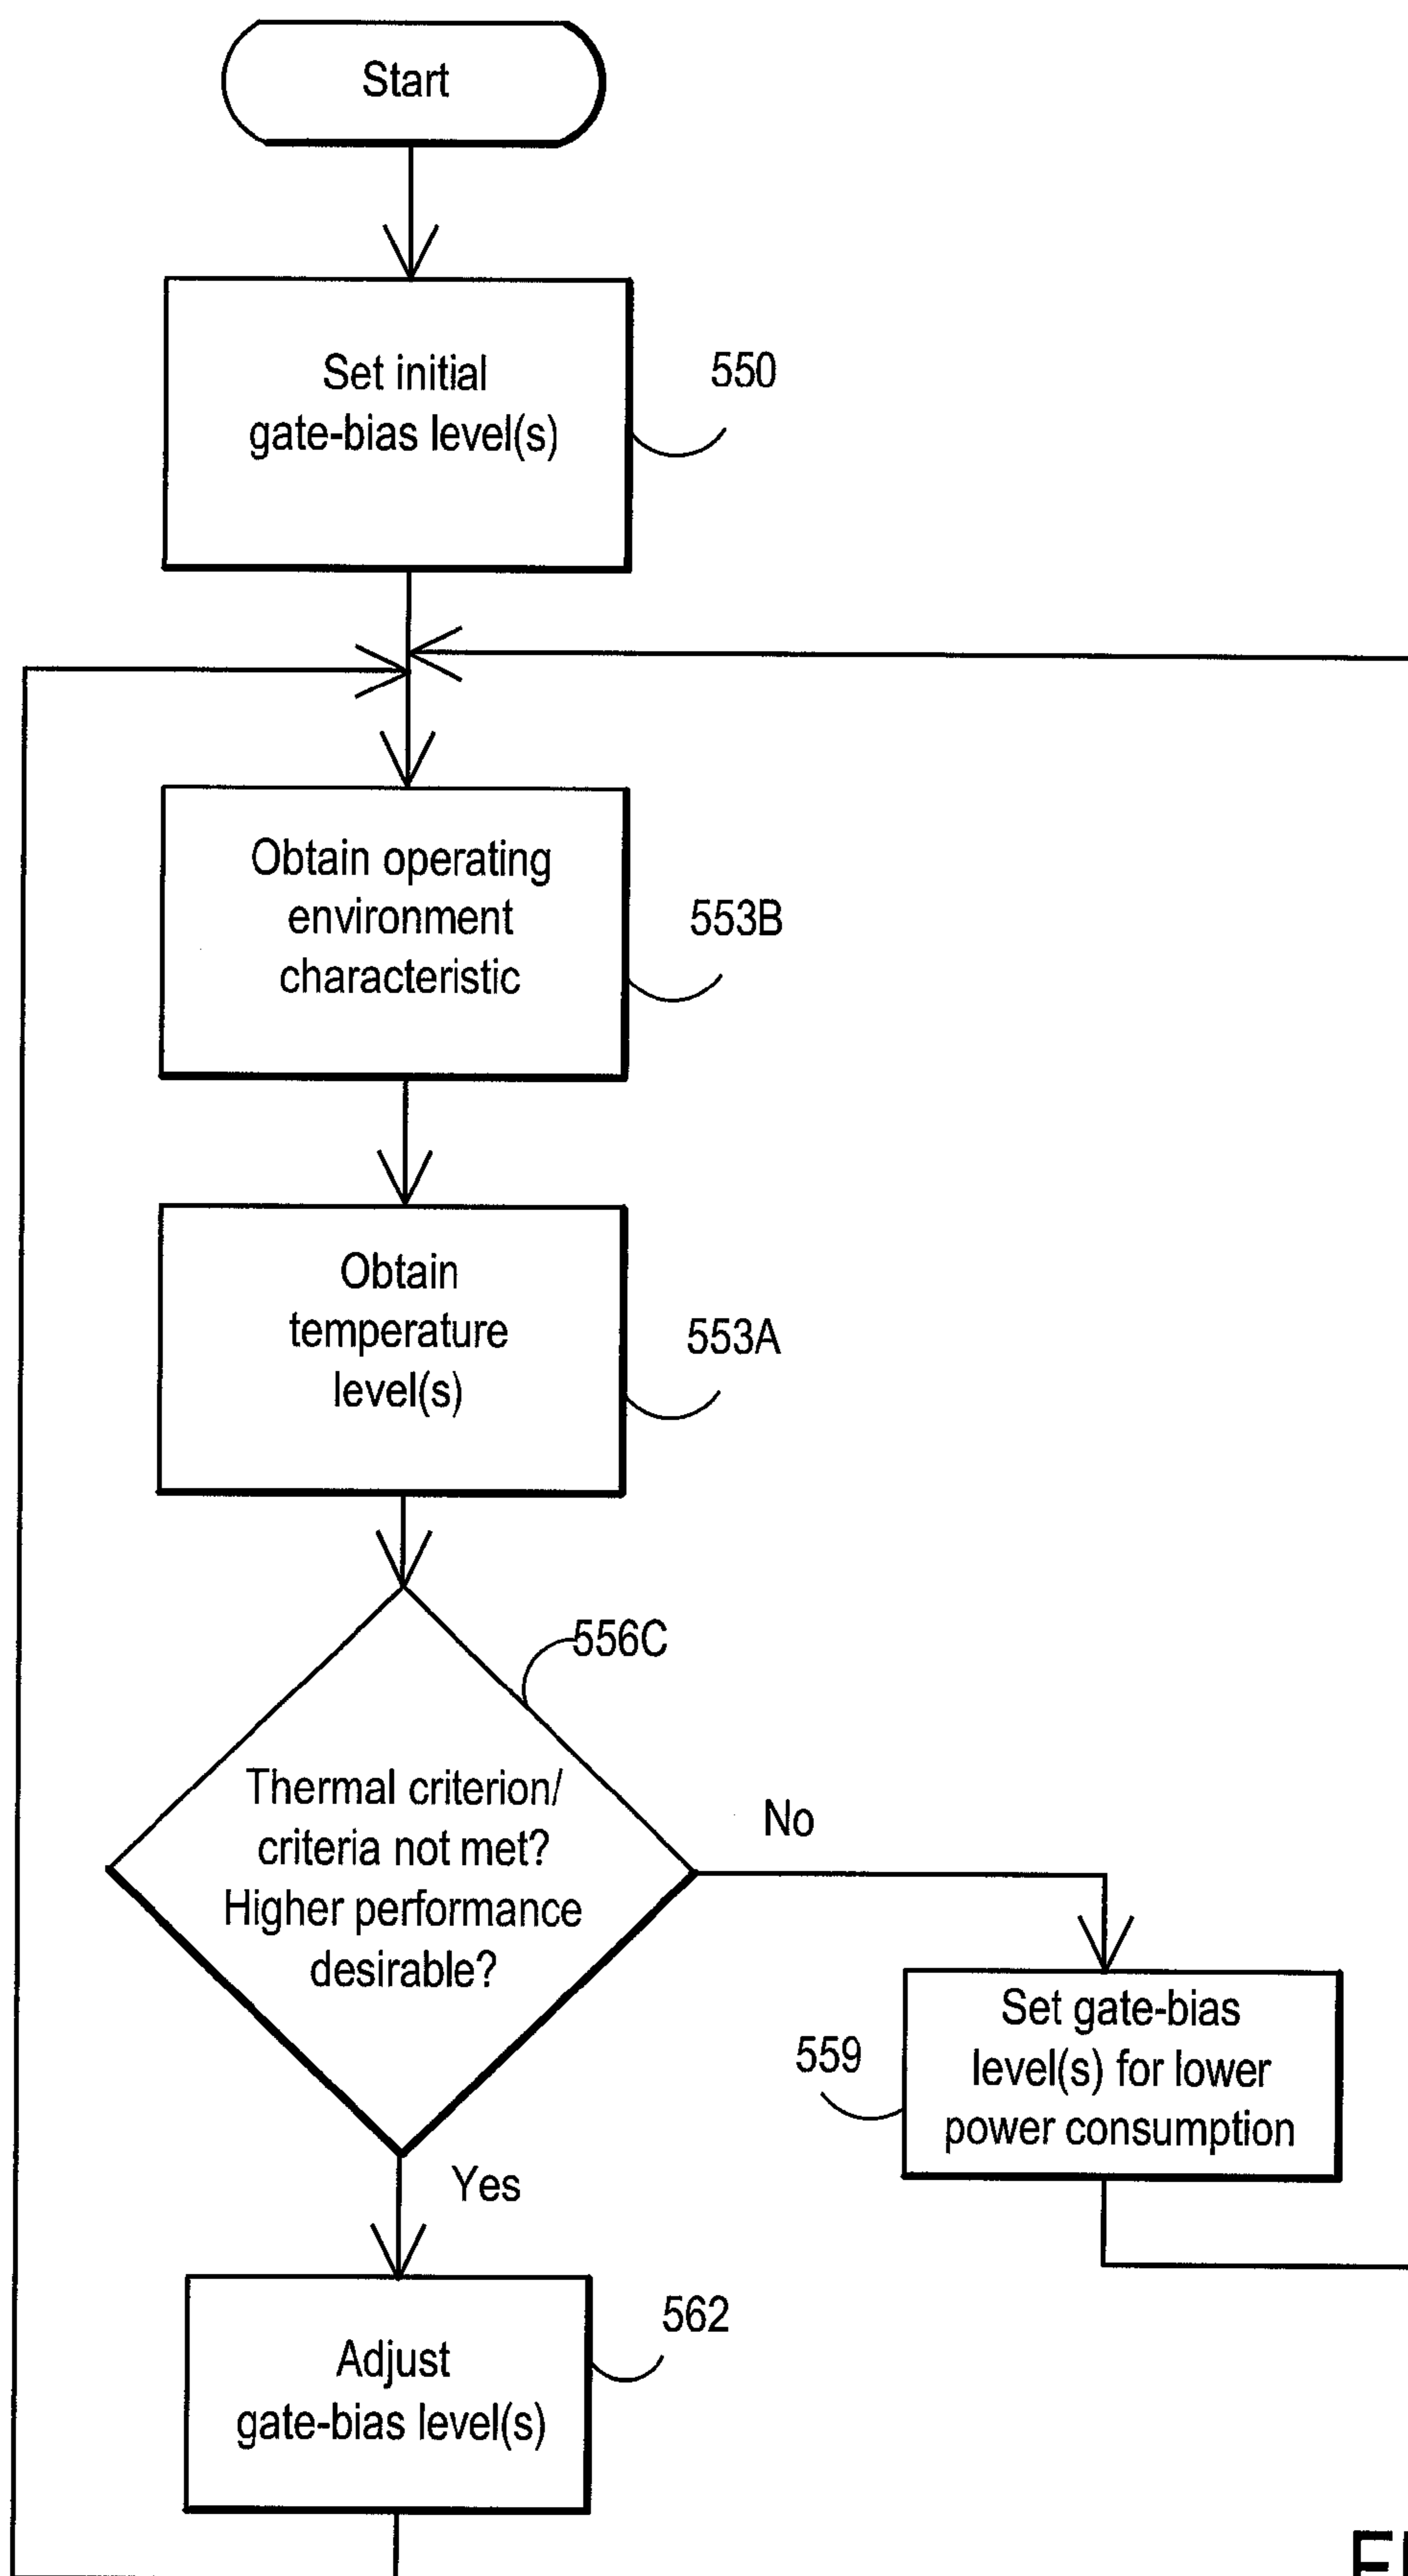 Start
Set initial
gate-bias level(s)
550
Obtain operating
environment
characteristic
553B
Obtain
temperature
level(s)
553A
556C
Thermal criterion/
criteria not met?
Higher performance
desirable?
No
Set gate-bias
level(s) for lower
power consumption
559
Yes
Adjust
gate-bias level(s)
562